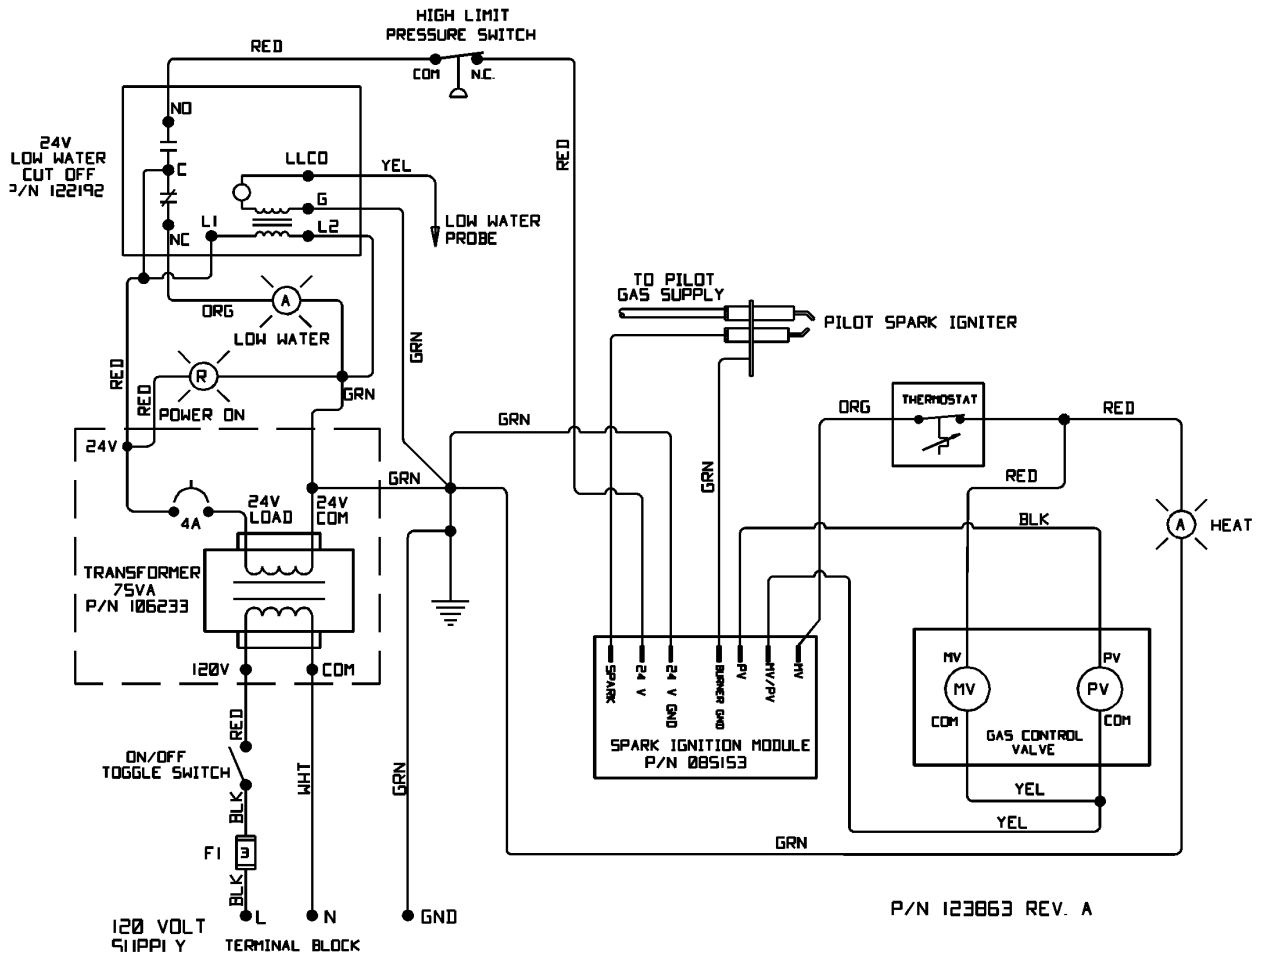 HIGH LIMIT
PRESSURE SWITCH
RED
COM
N.C.
NO
24V
LOW WATER
CUT OFF
P/N 122192
C
LLCO
YEL
RED
G
L1
L2
LOW WATER
PROBE
NC
TO PILOT
GAS SUPPLY
A
ORG
LOW WATER
PILOT SPARK IGNITER
GRN
RED
R
RED
POWER ON
GRN
THERMOSTAT
ORG
RED
GRN
24V
GRN
GRN
RED
24V
LOAD
24V
COM
4A
BLK
A
HEAT
TRANSFORMER
75VA
P/N 106233
120V
COM
SPARK
24 V
24 V GND
BURNER GND
PV
MV/PV
MV
MV
PV
MV
PV
COM
COM
GAS CONTROL
VALVE
SPARK IGNITION MODULE
P/N 085153
RED
ON/OFF
TOGGLE SWITCH
WHT
GRN
BLK
YEL
YEL
GRN
F1
3
BLK
L
N
GND
P/N 123863 REV. A
120 VOLT
SUPPLY
TERMINAL BLOCK